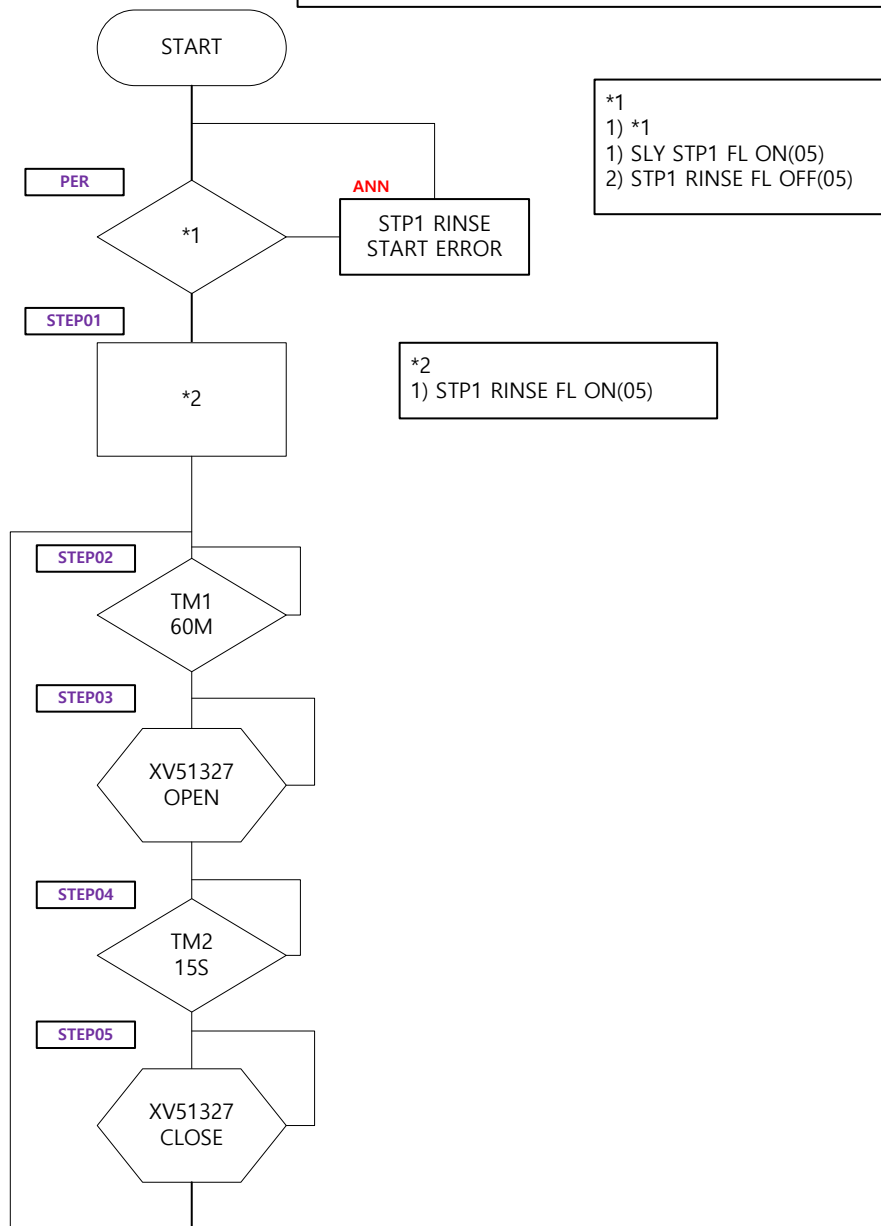 START
*1
1) *1
1) SLY STP1 FL ON(05)
2) STP1 RINSE FL OFF(05)
PER
ANN
*1
STP1 RINSE
START ERROR
STEP01
*2
*2
1) STP1 RINSE FL ON(05)
STEP02
TM1
60M
STEP03
XV51327
OPEN
STEP04
TM2
15S
STEP05
XV51327
CLOSE